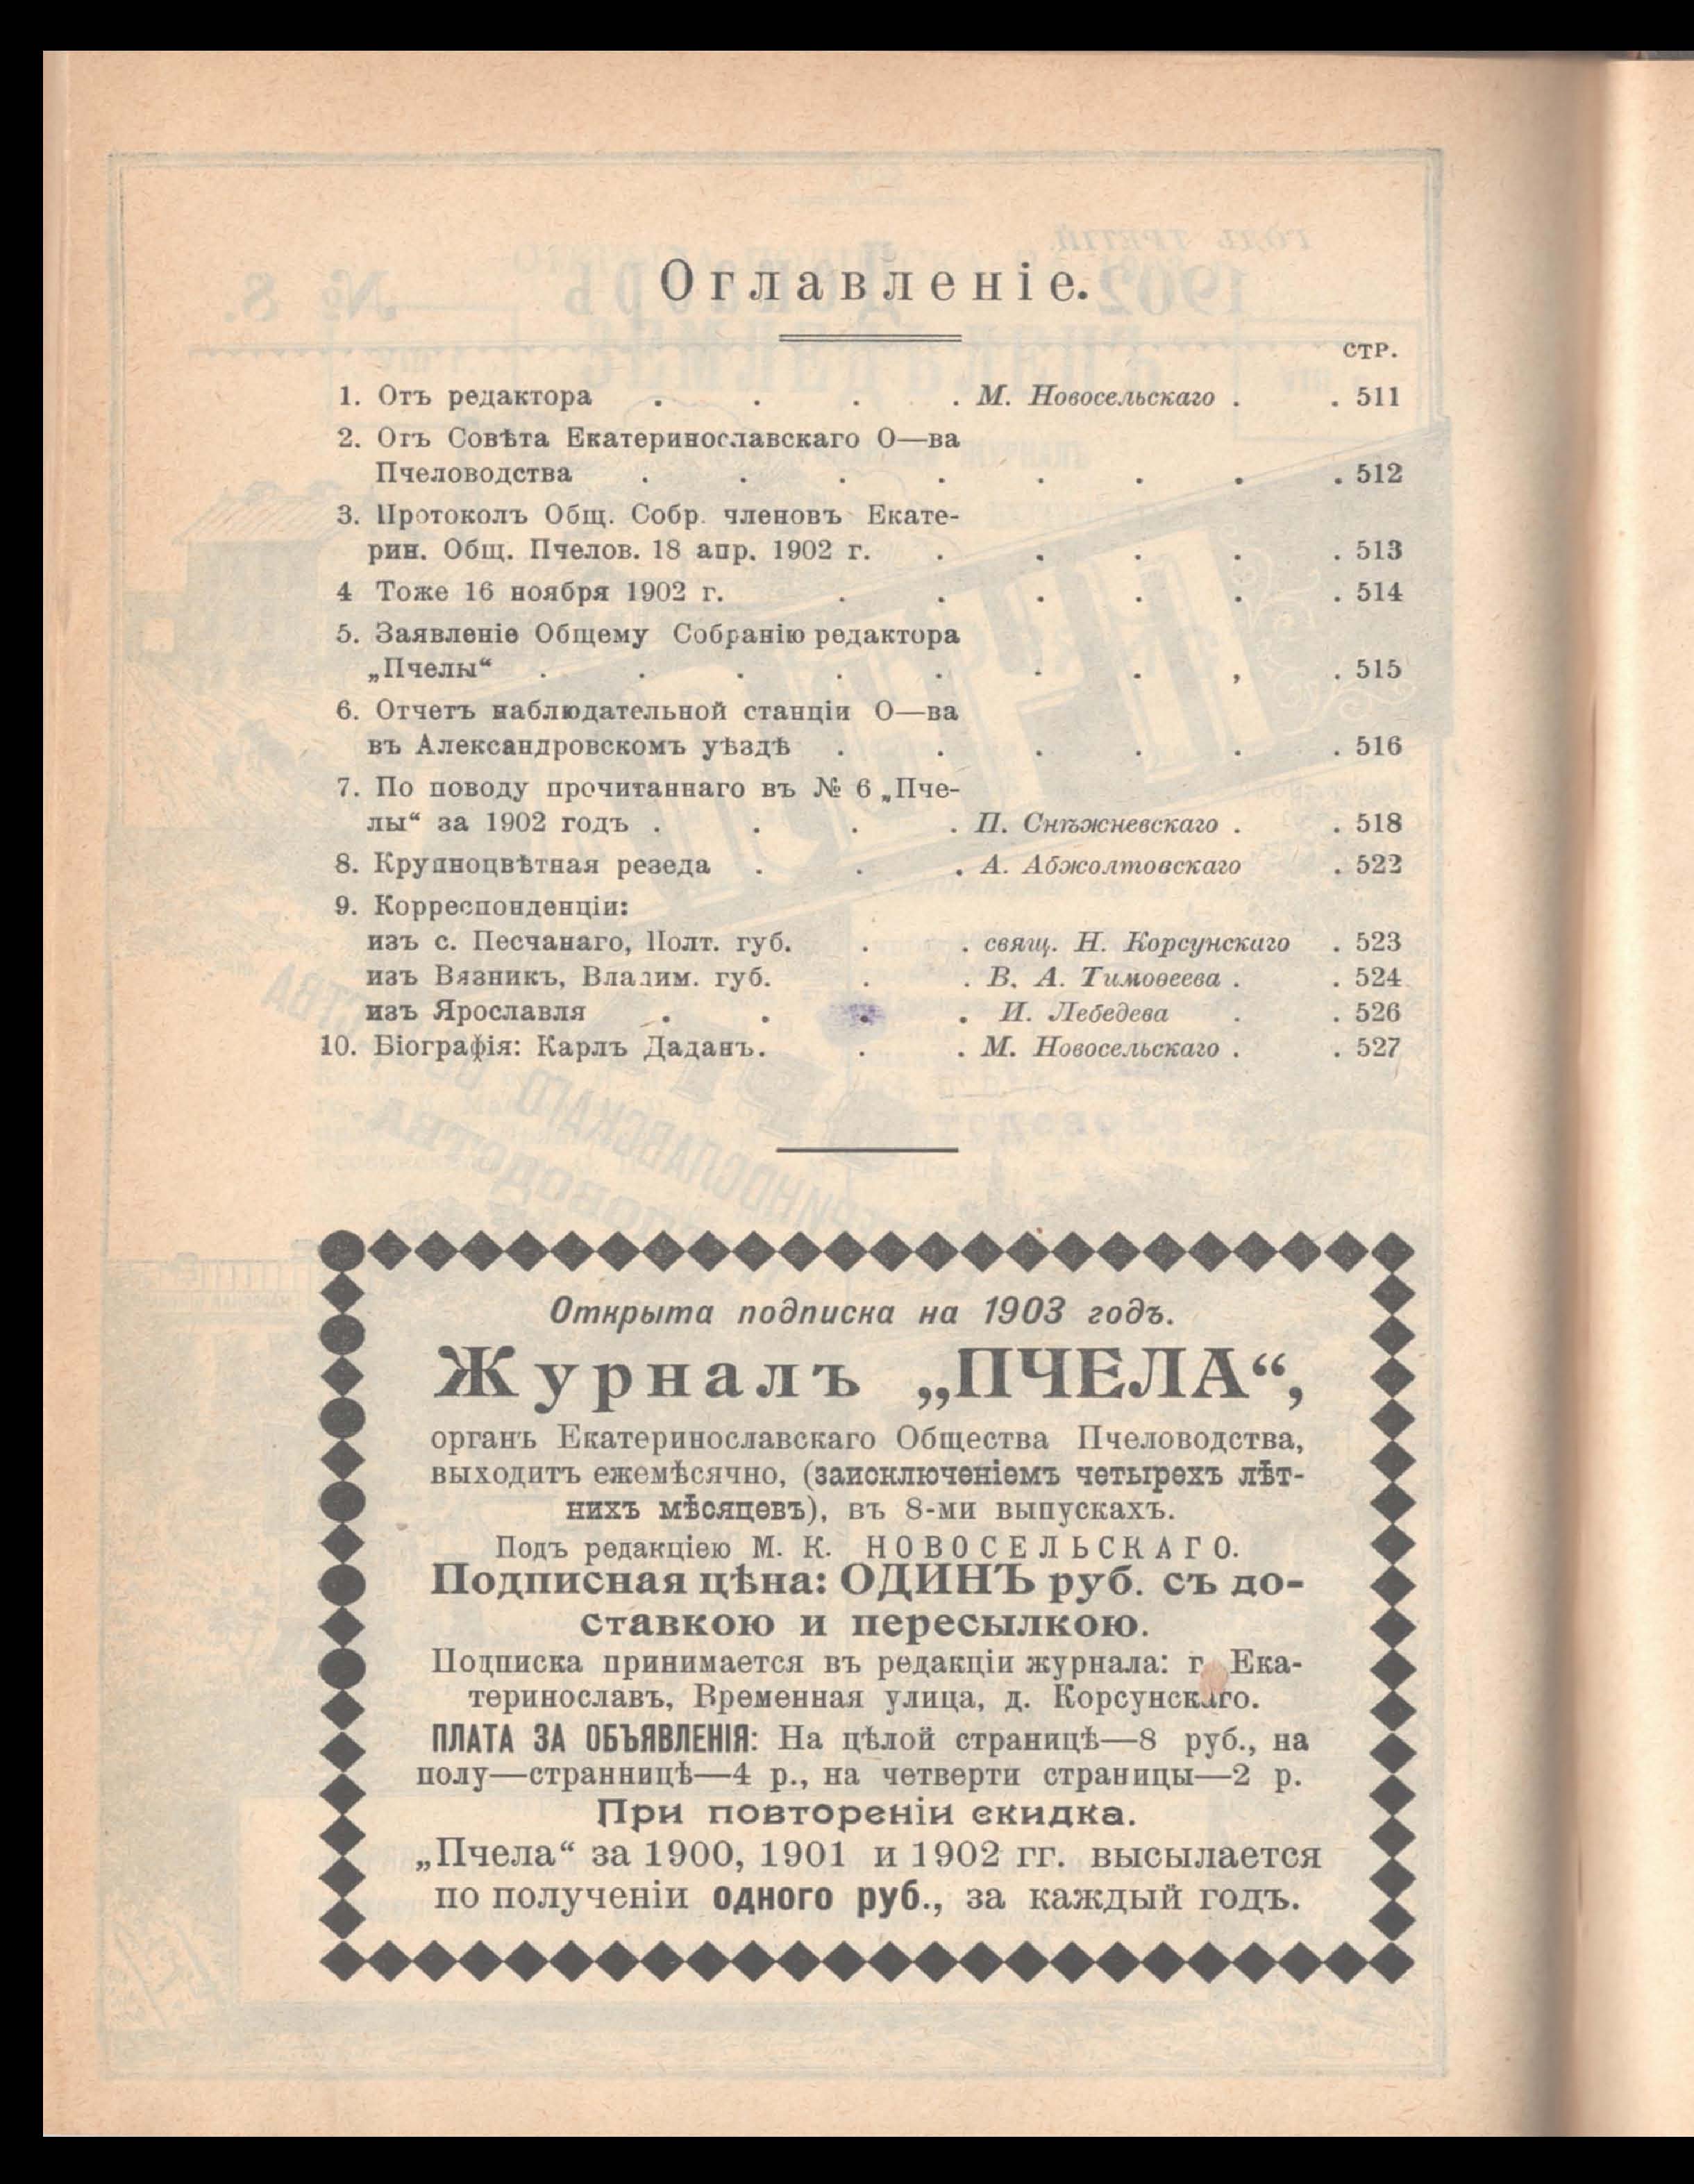 Оглавленіе.
СТР.
1. Отъ редактора . . . . М. Новосельскаго . . 511
2. Отъ Совѣта Екатеринославскаго О—ва
Пчеловодства . . . . . . . . 512
3. Протоколъ Общ. Собр. членовъ Екате-
рин. Общ. Пчелов. 18 апр. 1902 г. . . . . . 513
4 Тоже 16 ноября 1902 г. . . . . . . 514
5. Заявленіе Общему Собранію редактора
„Пчелы“ . . . . . . . , . 515
6. Отчетъ наблюдательной станціи О—ва
въ Александровскомъ уѣздѣ . . . . . . 516
7. По поводу прочитаннаго въ № 6 „Пче-
лы“ за 1902 годъ . . . . П. Снѣжневскаго . . 518
8. Крупноцвѣтная резеда . . . А. Абжолтовскаго . 522
9. Корреспонденціи:
изъ с. Песчанаго, Полт. губ. . . свящ. Н. Корсунскаго . 523
изъ Вязникъ, Владим. губ. . . В. А. Тимоѳеева . . 524
изъ Ярославля . . . . И. Лебедева . . 526
10. Біографія: Карлъ Даданъ. . . М. Новосельскаго . . 527
Открыта подписка на 1903 годъ.
Журналъ „ПЧЕЛА“,
органъ Екатеринославскаго Общества Пчеловодства,
выходитъ ежемѣсячно, (заисключеніемъ четырехъ лѣт-
нихъ мѣсяцевъ), въ 8-ми выпускахъ.
Подъ редакціею М. К. НОВОСЕЛЬСКАГО.
Подписная цѣна: ОДИНЪ руб. съ до-
ставкою и пересылкою.
Подписка принимается въ редакціи журнала: г. Ека-
теринославъ, Временная улица, д. Корсунскаго.
ПЛАТА ЗА ОБЪЯВЛЕНІЯ: На цѣлой страницѣ—8 руб., на
полу—странницѣ—4 р., на четверти страницы—2 р.
При повтореніи скидка.
„Пчела“ за 1900, 1901 и 1902 гг. высылается
по полученіи одного руб., за каждый годъ.